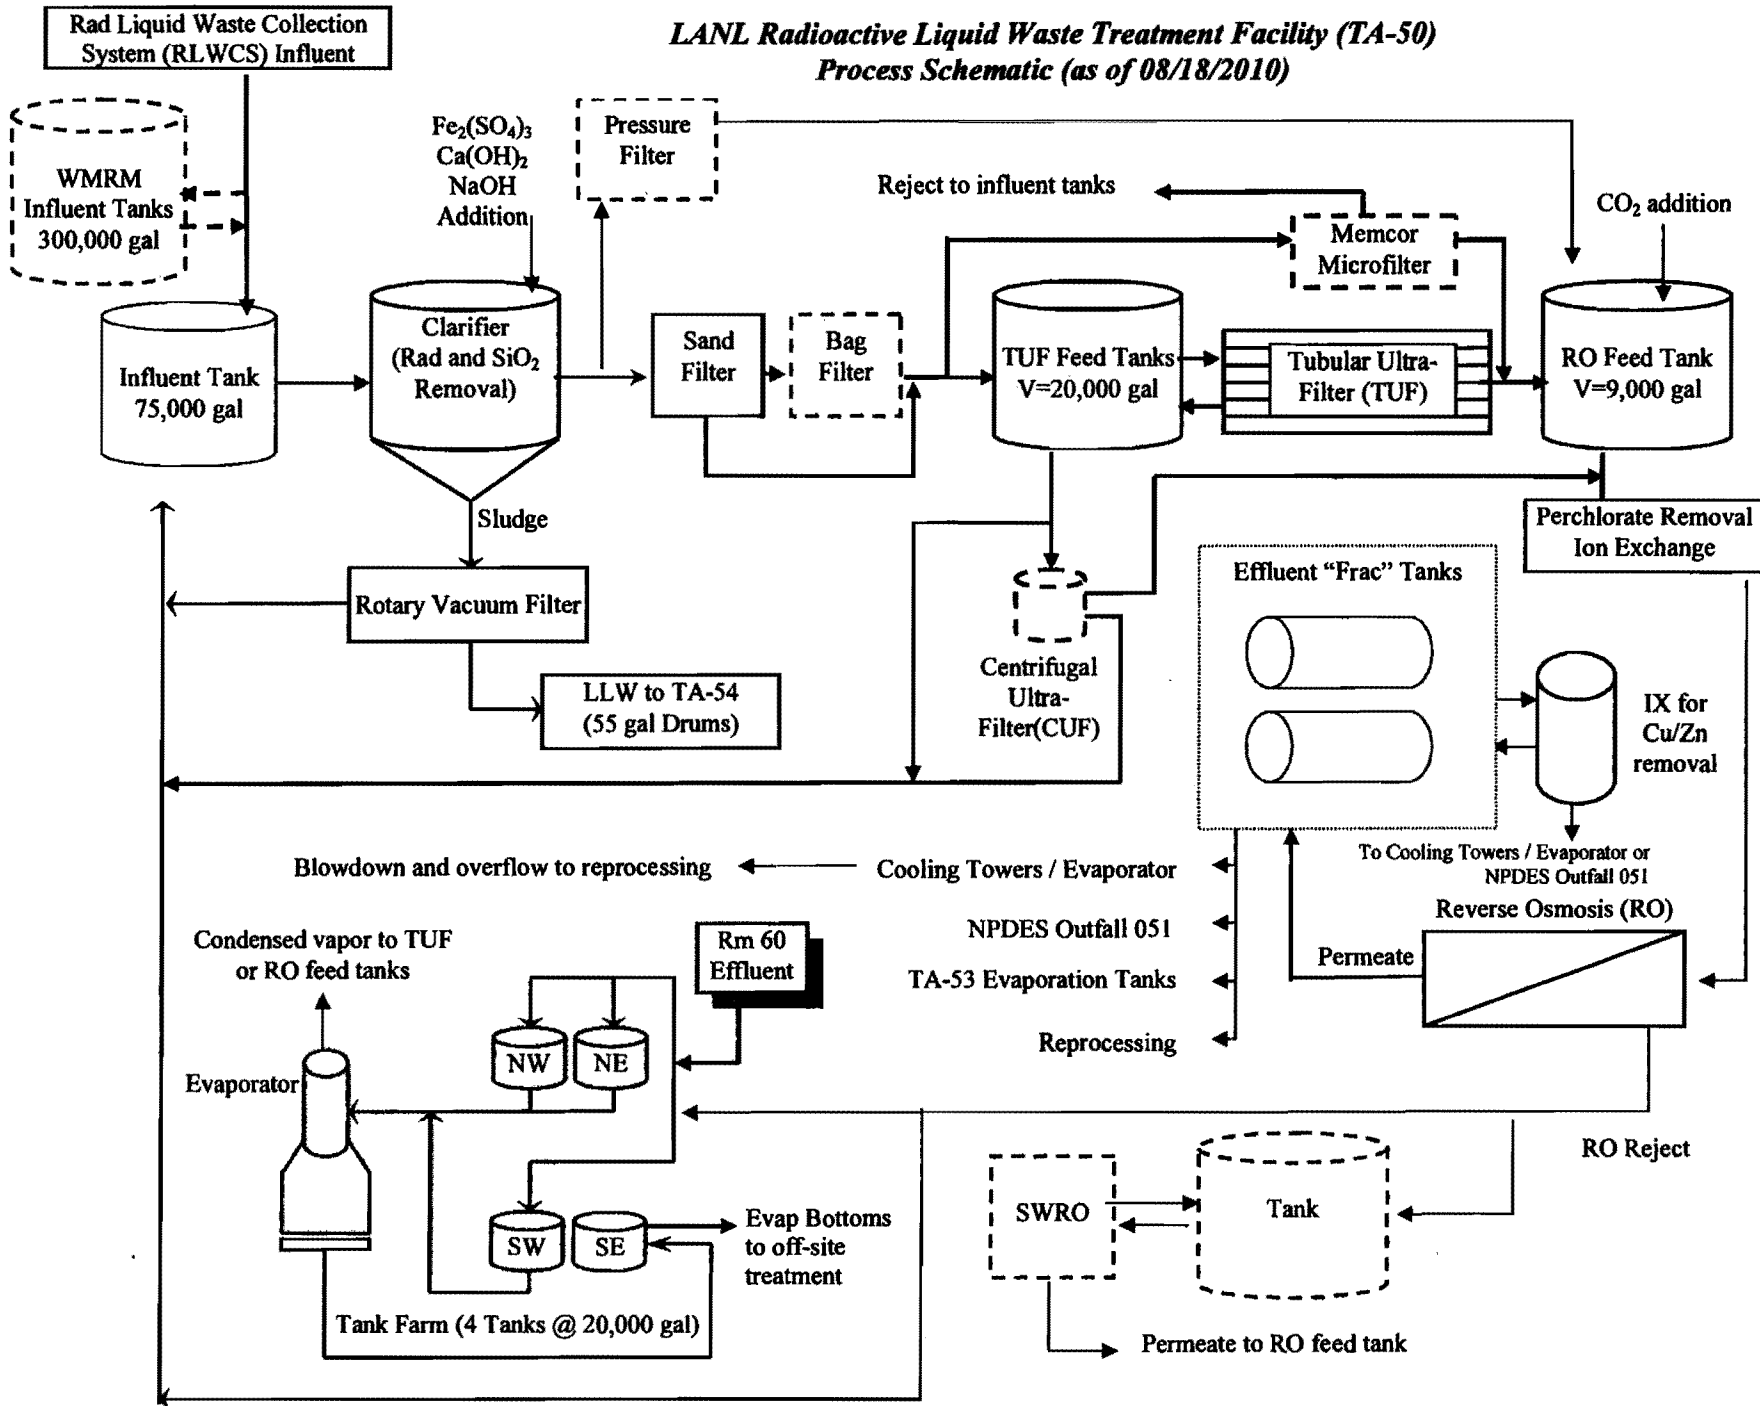 Rad Liquid Waste Collection
System (RLWCS) Influent
LANL Radioactive Liquid Waste Treatment Facility (TA-50)
Process Schematic (as of 08/18/2010)
WMRM
Influent Tanks
300,000 gal
Fe₂(SO₄)₃
Ca(OH)₂
NaOH
Addition
Pressure
Filter
Reject to influent tanks
Memcor
Microfilter
CO₂ addition
Influent Tank
75,000 gal
Clarifier
(Rad and SiO₂
Removal)
Sand
Filter
Bag
Filter
TUF Feed Tanks
V=20,000 gal
Tubular Ultra-
Filter (TUF)
RO Feed Tank
V=9,000 gal
Sludge
Perchlorate Removal
Ion Exchange
Rotary Vacuum Filter
LLW to TA-54
(55 gal Drums)
Centrifugal
Ultra-
Filter(CUF)
Effluent “Frac” Tanks
IX for
Cu/Zn
removal
To Cooling Towers / Evaporator or
NPDES Outfall 051
Blowdown and overflow to reprocessing
Cooling Towers / Evaporator
NPDES Outfall 051
TA-53 Evaporation Tanks
Reprocessing
Reverse Osmosis (RO)
Permeate
Condensed vapor to TUF
or RO feed tanks
Rm 60
Effluent
Evaporator
NW
NE
SW
SE
Evap Bottoms
to off-site
treatment
Tank Farm (4 Tanks @ 20,000 gal)
RO Reject
SWRO
Tank
Permeate to RO feed tank